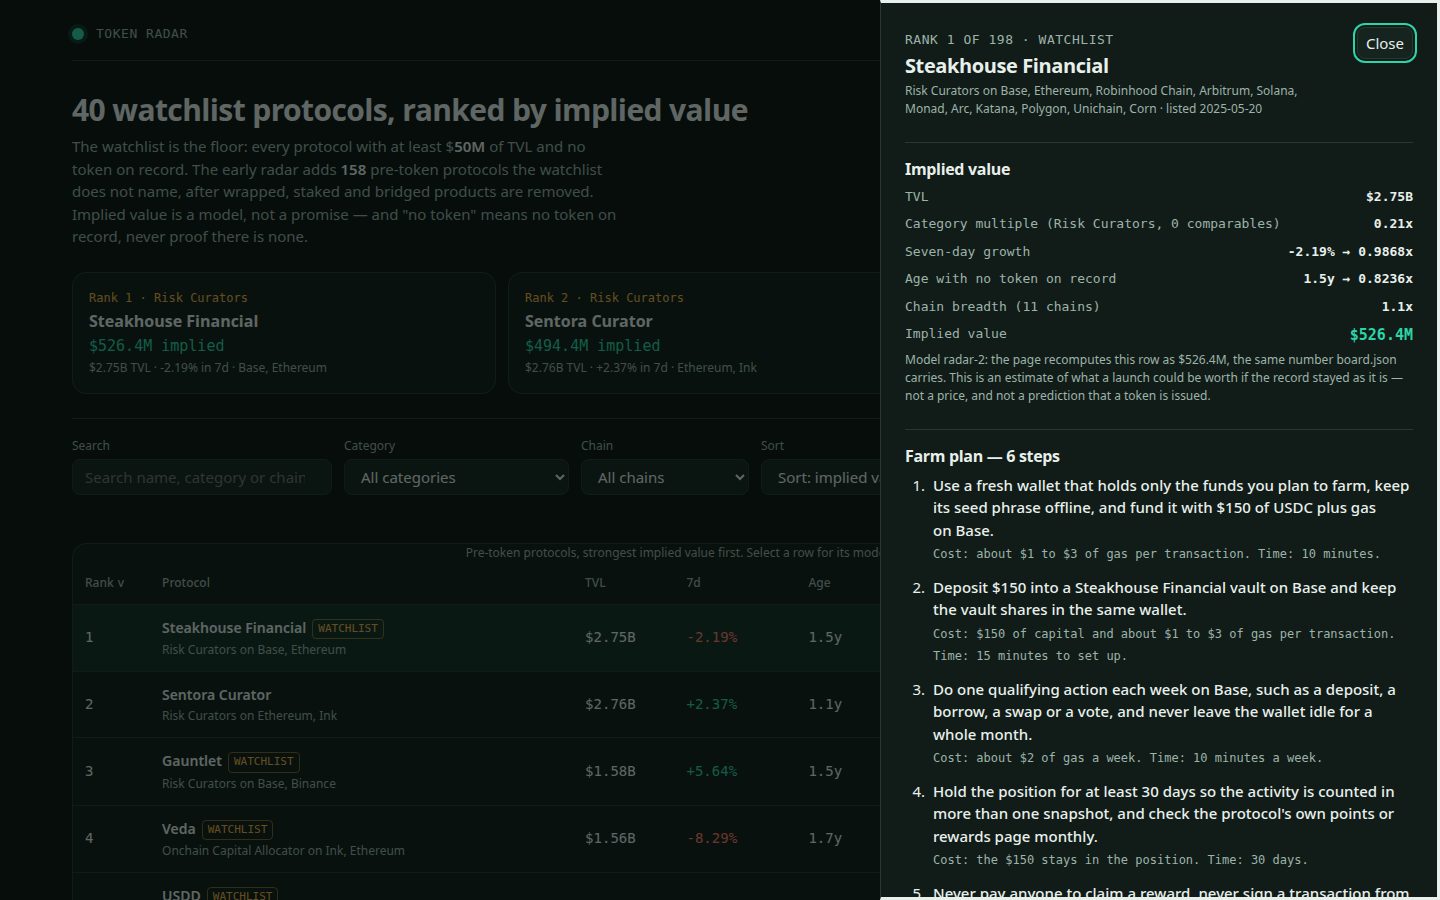 TOKEN RADAR
40 watchlist protocols, ranked by implied value
The watchlist is the floor: every protocol with at least $50M of TVL and no
token on record. The early radar adds 158 pre-token protocols the watchlist
does not name, after wrapped, staked and bridged products are removed.
Implied value is a model, not a promise — and "no token" means no token on
record, never proof there is none.
Rank 1 · Risk Curators
Steakhouse Financial
$526.4M implied
$2.75B TVL · -2.19% in 7d · Base, Ethereum
Rank 2 · Risk Curators
Sentora Curator
$494.4M implied
$2.76B TVL · +2.37% in 7d · Ethereum, Ink
Search
Category
Chain
Sort
Search name, category or chain
All categories
All chains
Sort: implied v
Pre-token protocols, strongest implied value first. Select a row for its mode
Rank v
Protocol
TVL
7d
Age
1
Steakhouse Financial WATCHLIST
Risk Curators on Base, Ethereum
$2.75B
-2.19%
1.5y
2
Sentora Curator
Risk Curators on Ethereum, Ink
$2.76B
+2.37%
1.1y
3
Gauntlet WATCHLIST
Risk Curators on Base, Binance
$1.58B
+5.64%
1.5y
4
Veda WATCHLIST
Onchain Capital Allocator on Ink, Ethereum
$1.56B
-8.29%
1.7y
USDD WATCHLIST
RANK 1 OF 198 · WATCHLIST
Close
Steakhouse Financial
Risk Curators on Base, Ethereum, Robinhood Chain, Arbitrum, Solana,
Monad, Arc, Katana, Polygon, Unichain, Corn · listed 2025-05-20
Implied value
TVL
$2.75B
Category multiple (Risk Curators, 0 comparables)
0.21x
Seven-day growth
-2.19% → 0.9868x
Age with no token on record
1.5y → 0.8236x
Chain breadth (11 chains)
1.1x
Implied value
$526.4M
Model radar-2: the page recomputes this row as $526.4M, the same number board.json
carries. This is an estimate of what a launch could be worth if the record stayed as it is —
not a price, and not a prediction that a token is issued.
Farm plan — 6 steps
1. Use a fresh wallet that holds only the funds you plan to farm, keep
its seed phrase offline, and fund it with $150 of USDC plus gas
on Base.
Cost: about $1 to $3 of gas per transaction. Time: 10 minutes.
2. Deposit $150 into a Steakhouse Financial vault on Base and keep
the vault shares in the same wallet.
Cost: $150 of capital and about $1 to $3 of gas per transaction.
Time: 15 minutes to set up.
3. Do one qualifying action each week on Base, such as a deposit, a
borrow, a swap or a vote, and never leave the wallet idle for a
whole month.
Cost: about $2 of gas a week. Time: 10 minutes a week.
4. Hold the position for at least 30 days so the activity is counted in
more than one snapshot, and check the protocol's own points or
rewards page monthly.
Cost: the $150 stays in the position. Time: 30 days.
5. Never pay anyone to claim a reward, never sign a transaction from